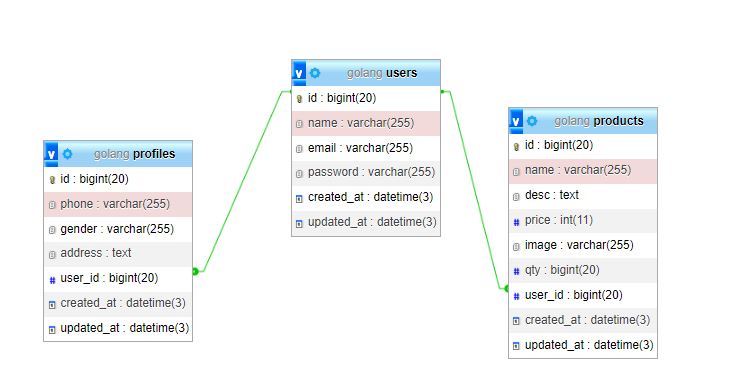 golang profiles
id : bigint(20)
phone : varchar(255)
gender : varchar(255)
address : text
user_id : bigint(20)
created_at : datetime(3)
updated_at : datetime(3)
golang users
id : bigint(20)
name : varchar(255)
email : varchar(255)
password : varchar(255)
created_at : datetime(3)
updated_at : datetime(3)
golang products
id : bigint(20)
name : varchar(255)
desc : text
price : int(11)
image : varchar(255)
qty : bigint(20)
user_id : bigint(20)
created_at : datetime(3)
updated_at : datetime(3)